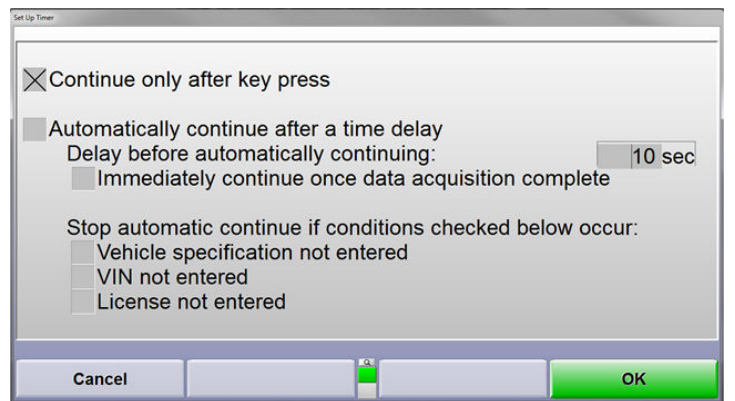 Set Up Timer
Continue only after key press
Automatically continue after a time delay
Delay before automatically continuing:
10 sec
Immediately continue once data acquisition complete
Stop automatic continue if conditions checked below occur:
Vehicle specification not entered
VIN not entered
License not entered
Cancel
OK